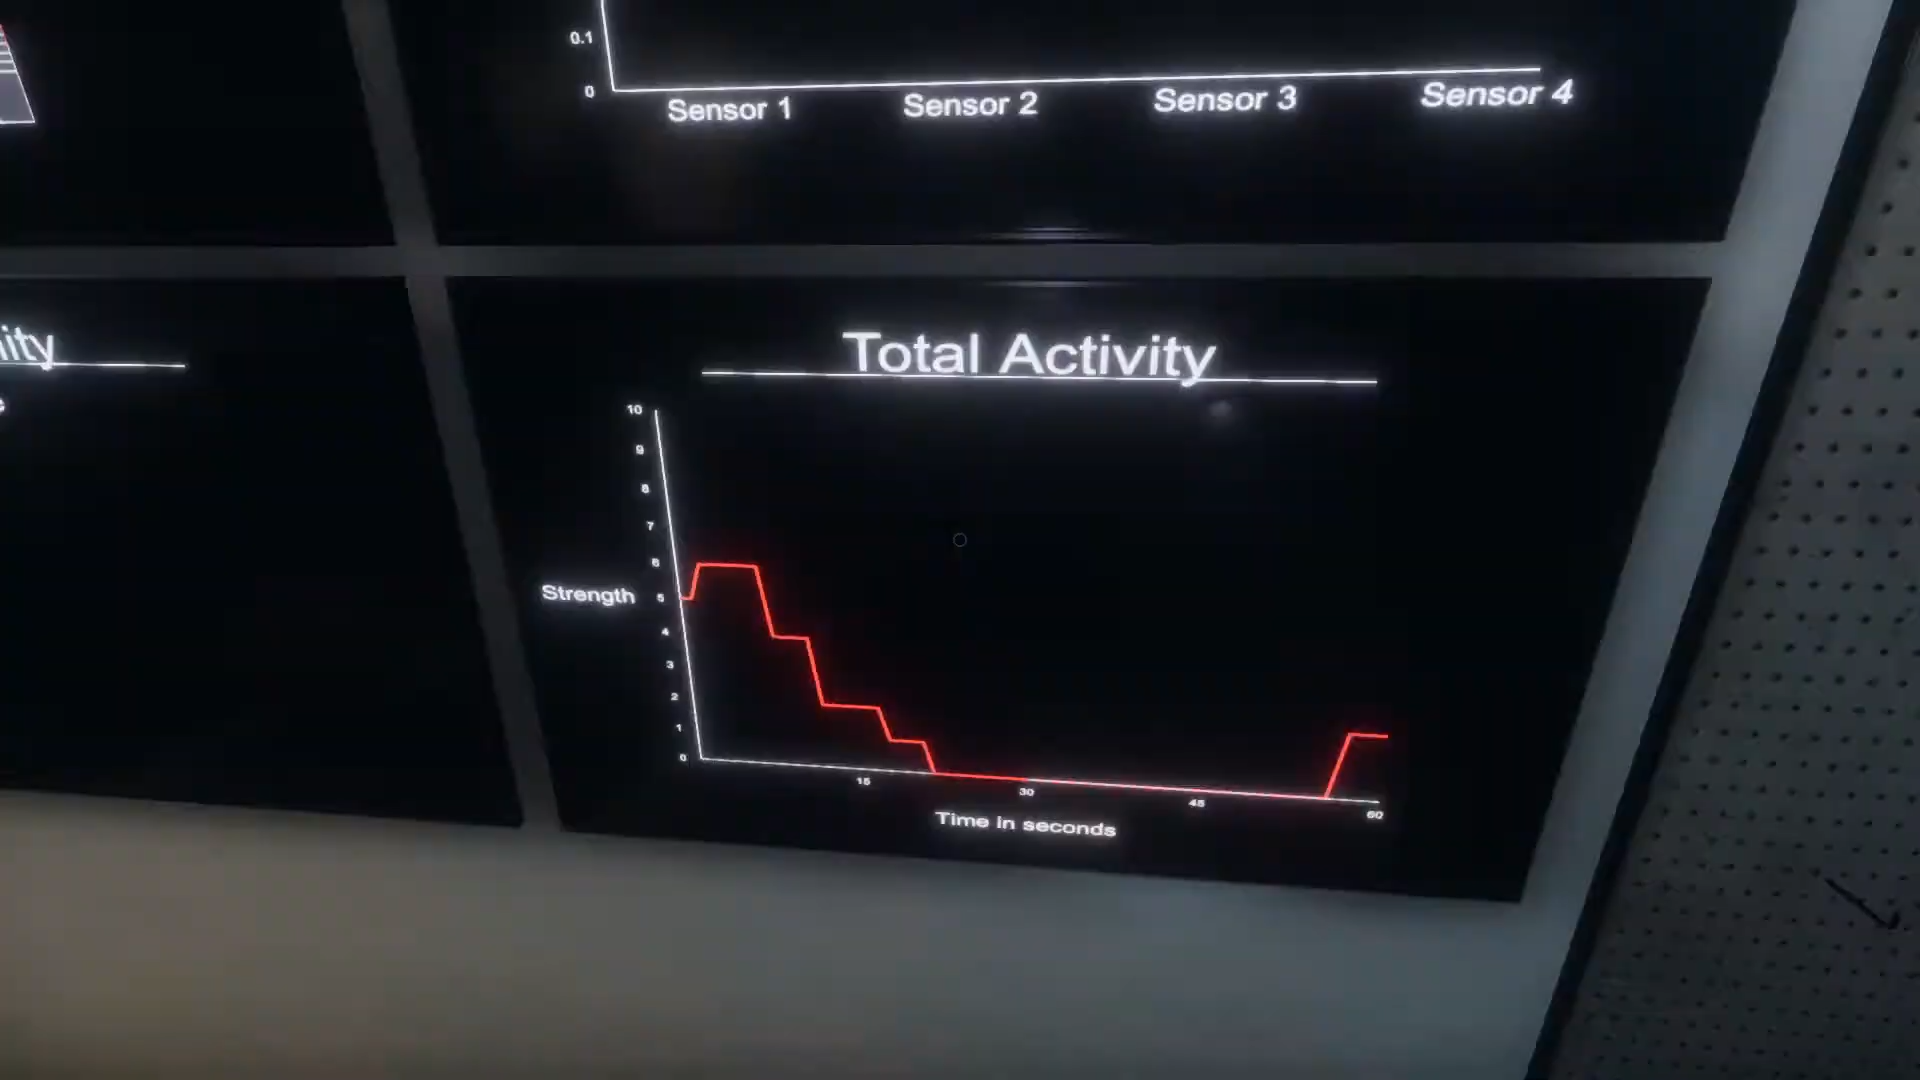 0.1
0
Sensor 1 Sensor 2 Sensor 3 Sensor 4
Total Activity
10
9
8
7
6
5
4
3
2
1
0
Strength
15 30 45 60
Time in seconds